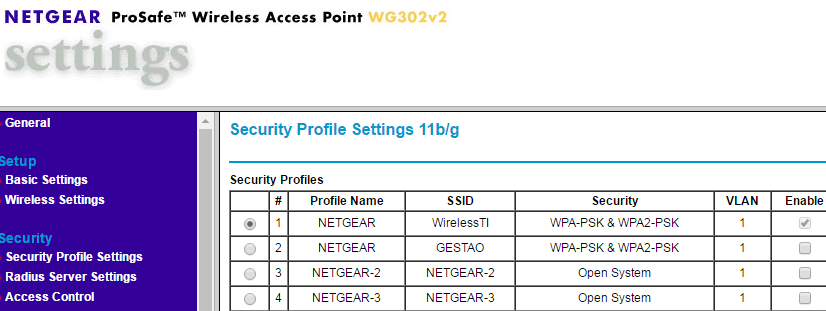 NETGEAR ProSafe™ Wireless Access Point WG302v2
settings
General
Setup
Basic Settings
Wireless Settings
Security
Security Profile Settings
Radius Server Settings
Access Control
Security Profile Settings 11b/g
Security Profiles
# Profile Name SSID Security VLAN Enable
1 NETGEAR WirelessTI WPA-PSK & WPA2-PSK 1
2 NETGEAR GESTAO WPA-PSK & WPA2-PSK 1
3 NETGEAR-2 NETGEAR-2 Open System 1
4 NETGEAR-3 NETGEAR-3 Open System 1